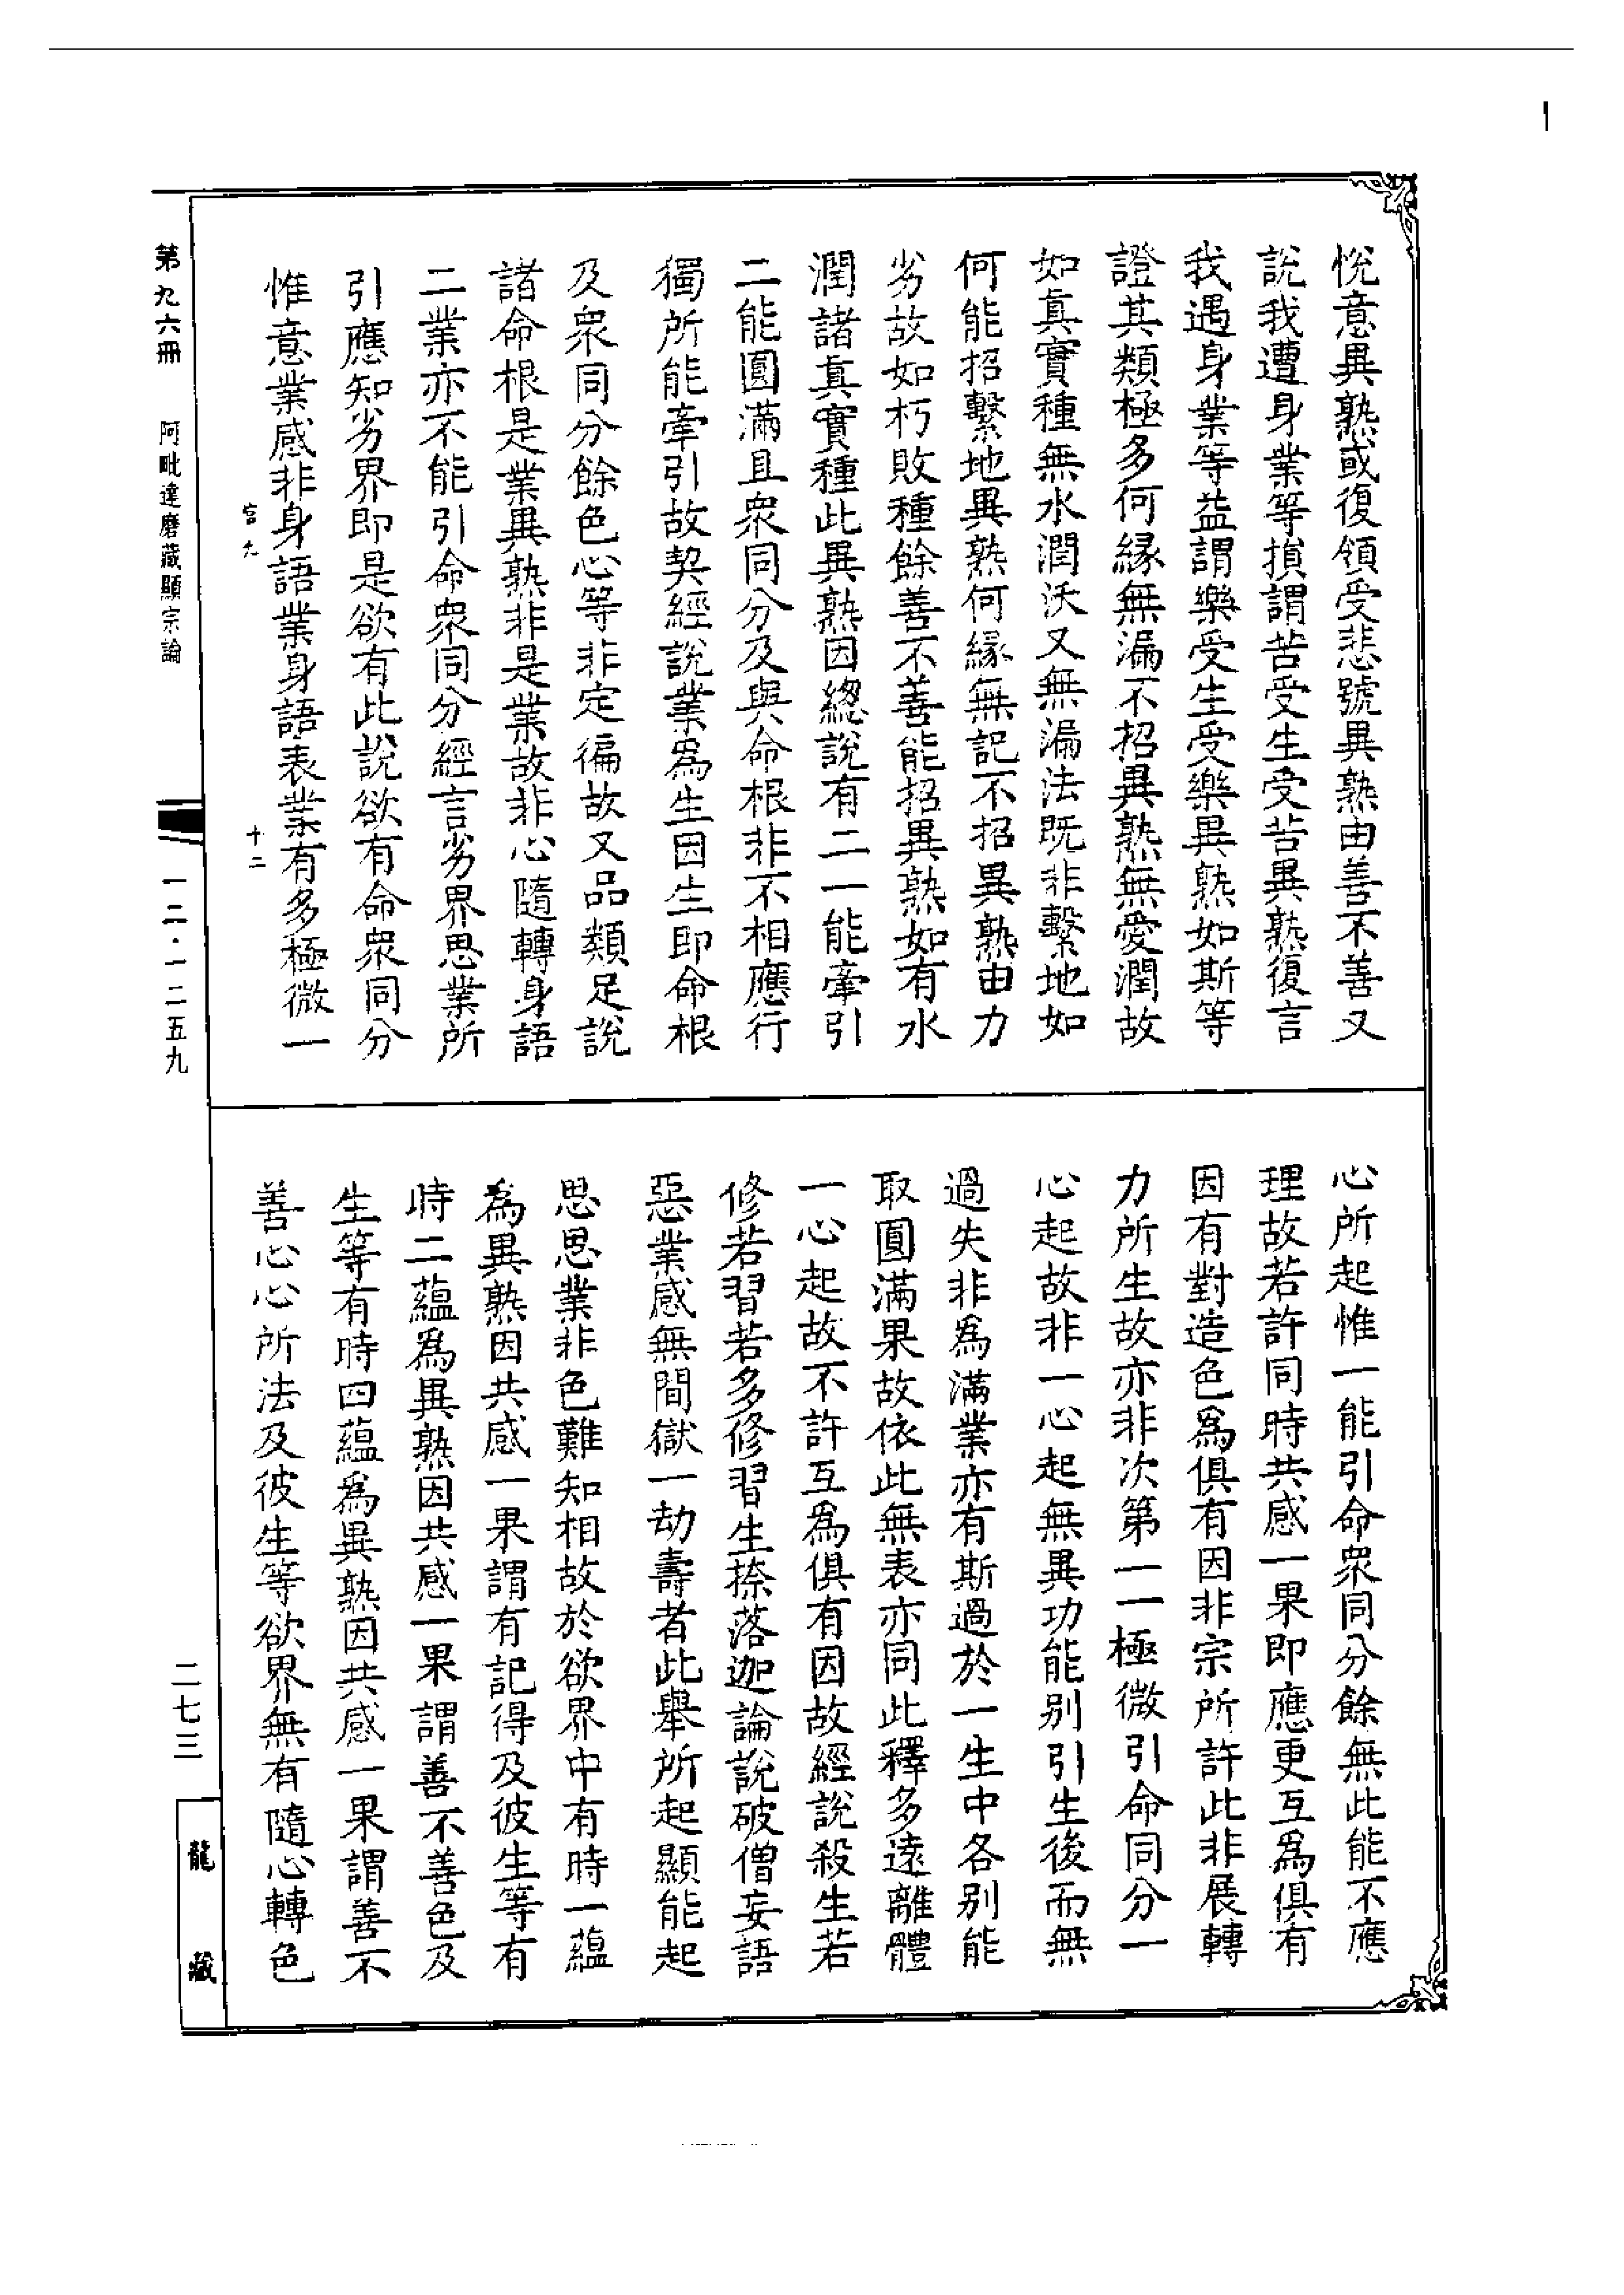 悅意異熟或復領受悲號異熟由善不善又
說我遭身業等損謂苦受生受苦異熟復言
我遇身業等益謂樂受生受樂異熟如斯等
證其類極多何緣無漏不招異熟無愛潤故
如真實種無水潤沃又無漏法既非繫地如
何能招繫地異熟何緣無記不招異熟由力
劣故如朽敗種餘善不善能招異熟如有水
潤諸真實種此異熟因總說有二一能牽引
二能圓滿且衆同分及與命根非不相應行
獨所能牽引故契經說業為生因生即命根
及衆同分餘色心等非定徧故又品類足說
諸命根是業異熟非是業故非心隨轉身語
二業亦不能引命衆同分經言劣界思業所
引應知劣界即是欲有此說欲有命衆同分
惟意業感非身語業身語表業有多極微一
宮九
十二
心所起惟一能引命衆同分餘無此能不應
理故若許同時共感一果即應更互為俱有
因有對造色為俱有因非宗所許此非展轉
力所生故亦非次第一一極微引命同分一
心起故非一心起無異功能別引生後而無
過失非為滿業亦有斯過於一生中各別能
取圓滿果故依此無表亦同此釋多遠離體
一心起故不許互為俱有因故經說殺生若
修若習若多修習生捺落迦論說破僧妄語
惡業感無間獄一劫壽者此舉所起顯能起
思思業非色難知相故於欲界中有時一蘊
為異熟因共感一果謂有記得及彼生等有
時二蘊為異熟因共感一果謂善不善色及
生等有時四蘊為異熟因共感一果謂善不
善心心所法及彼生等欲界無有隨心轉色
第九六冊
阿毗達磨藏顯宗論
一二·一二五九
二七三
龍藏